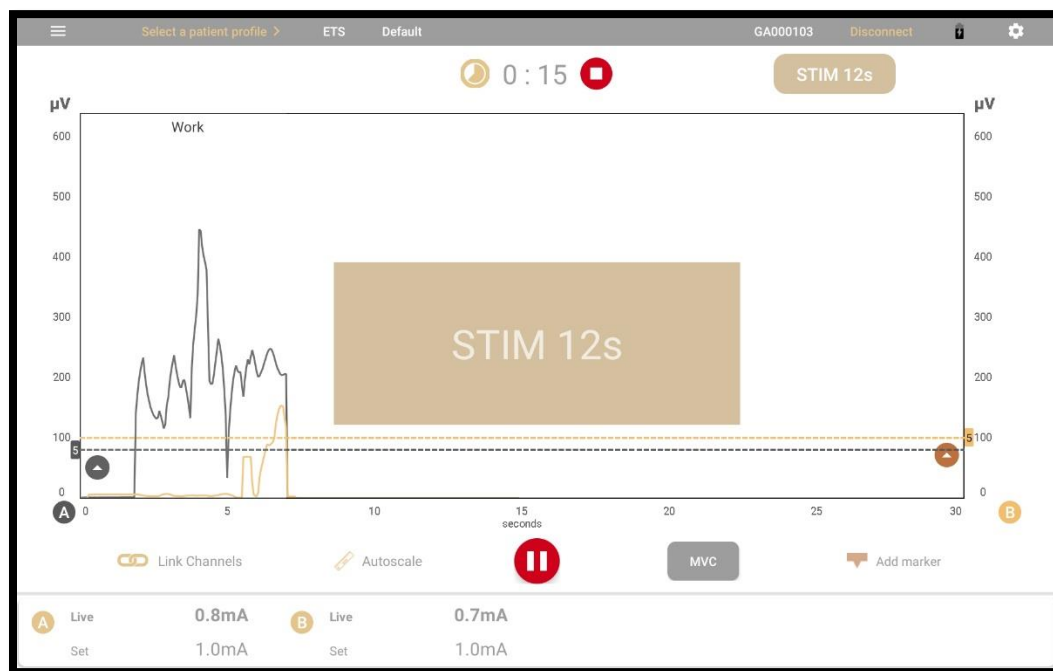 Select a patient profile > ETS Default GA000103 Disconnect
0 : 15 STIM 12s
µV µV
Work
600 600
500 500
400 400
300 300
STIM 12s
200 200
100 5 100
5
0 0
A 0 5 10 15 20 25 30 B
seconds
Link Channels Autoscale MVC Add marker
A Live 0.8mA B Live 0.7mA
Set 1.0mA Set 1.0mA